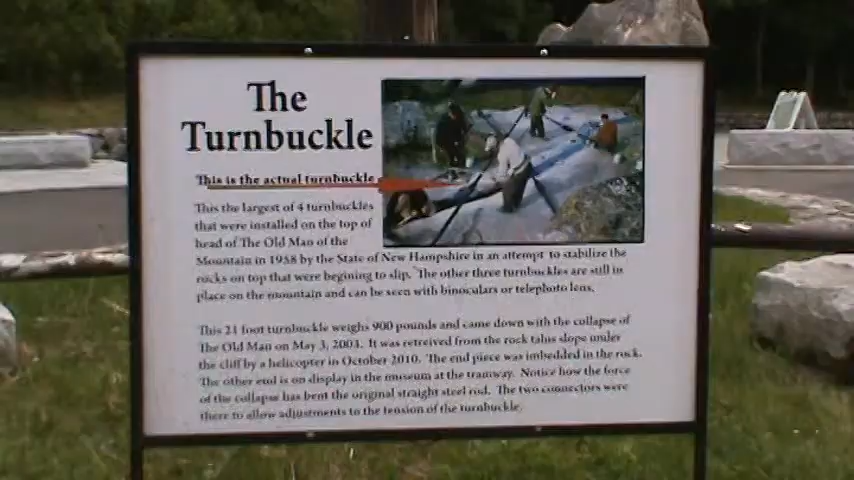 The
Turnbuckle
This is the actual turnbuckle
This the largest of 4 turnbuckles
that were installed on the top of
head of The Old Man of the
Mountain in 1958 by the State of New Hampshire in an attempt to stabilize the
rocks on top that were begining to slip. The other three turnbuckles are still in
place on the mountain and can be seen with binoculars or telephoto lens.
This 21 foot turnbuckle weighs 900 pounds and came down with the collapse of
The Old Man on May 3, 2003. It was retreived from the rock talus slope under
the cliff by a helicopter in October 2010. The end piece was imbedded in the rock.
The other end is on display in the museum at the tramway. Notice how the force
of the collapse has bent the original straight steel rod. The two connectors were
there to allow adjustments to the tension of the turnbuckle.